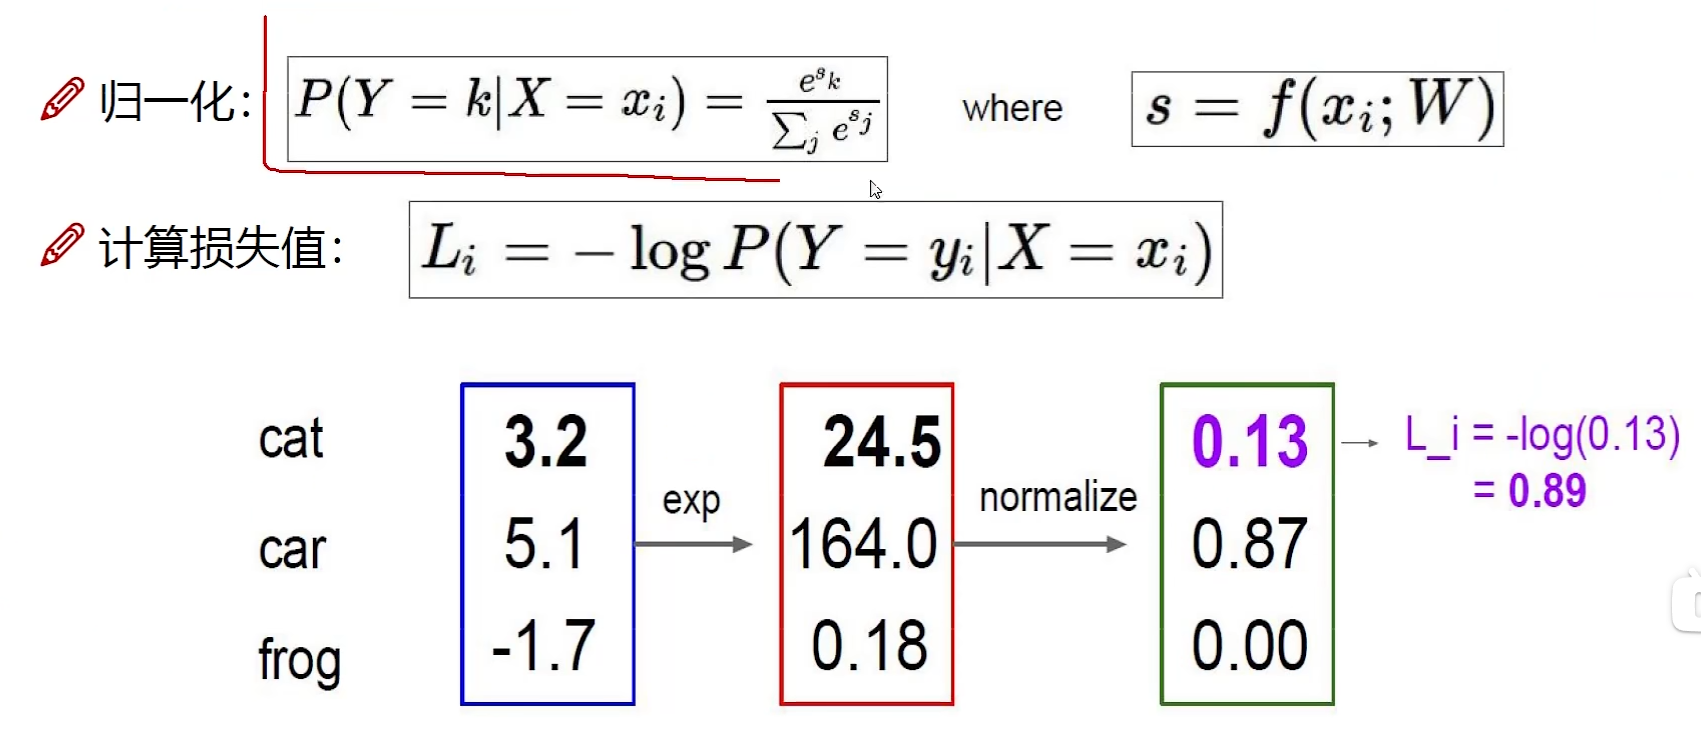 归一化: P(Y = k|X = x_i) = e^{s_k} / ∑_j e^{s_j} where s = f(x_i; W)
计算损失值: L_i = − log P(Y = y_i|X = x_i)
cat 3.2 24.5 0.13 L_i = -log(0.13)
= 0.89
exp normalize
car 5.1 164.0 0.87
frog -1.7 0.18 0.00